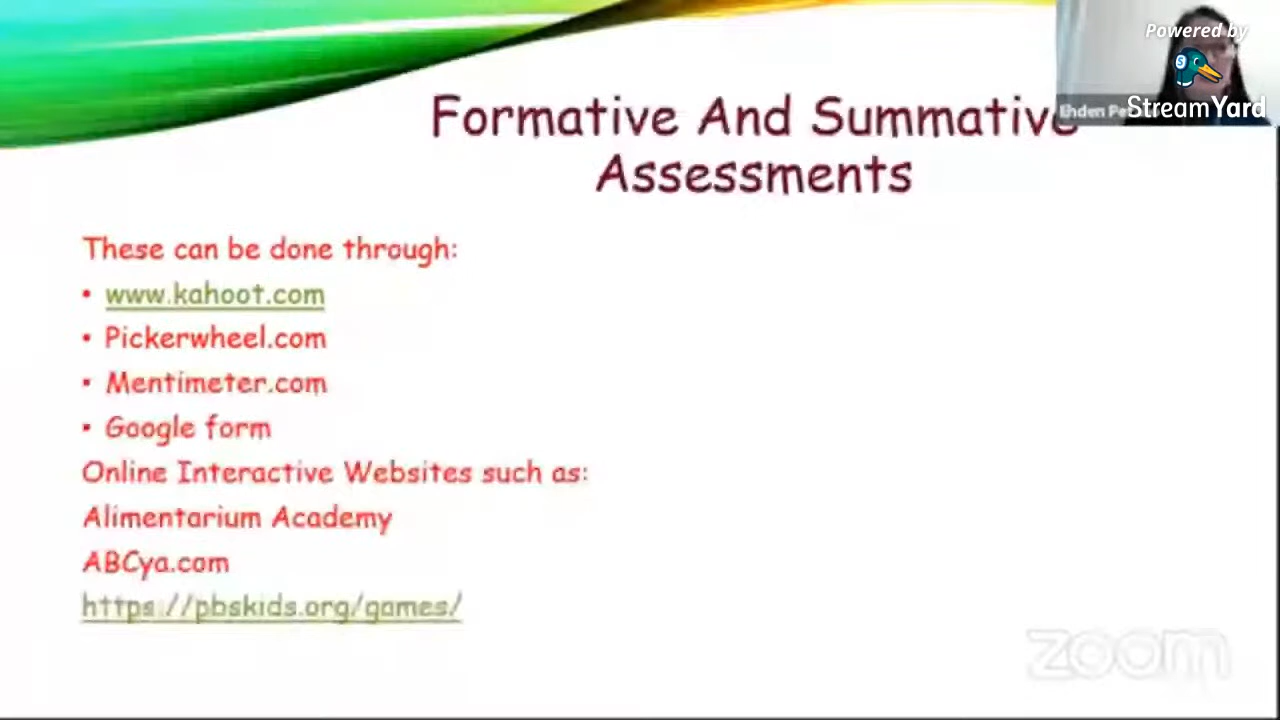 Powered by
StreamYard
Ehden
Formative And Summative
Assessments
These can be done through:
• www.kahoot.com
• Pickerwheel.com
• Mentimeter.com
• Google form
Online Interactive Websites such as:
Alimentarium Academy
ABCya.com
https://pbskids.org/games/
zoom